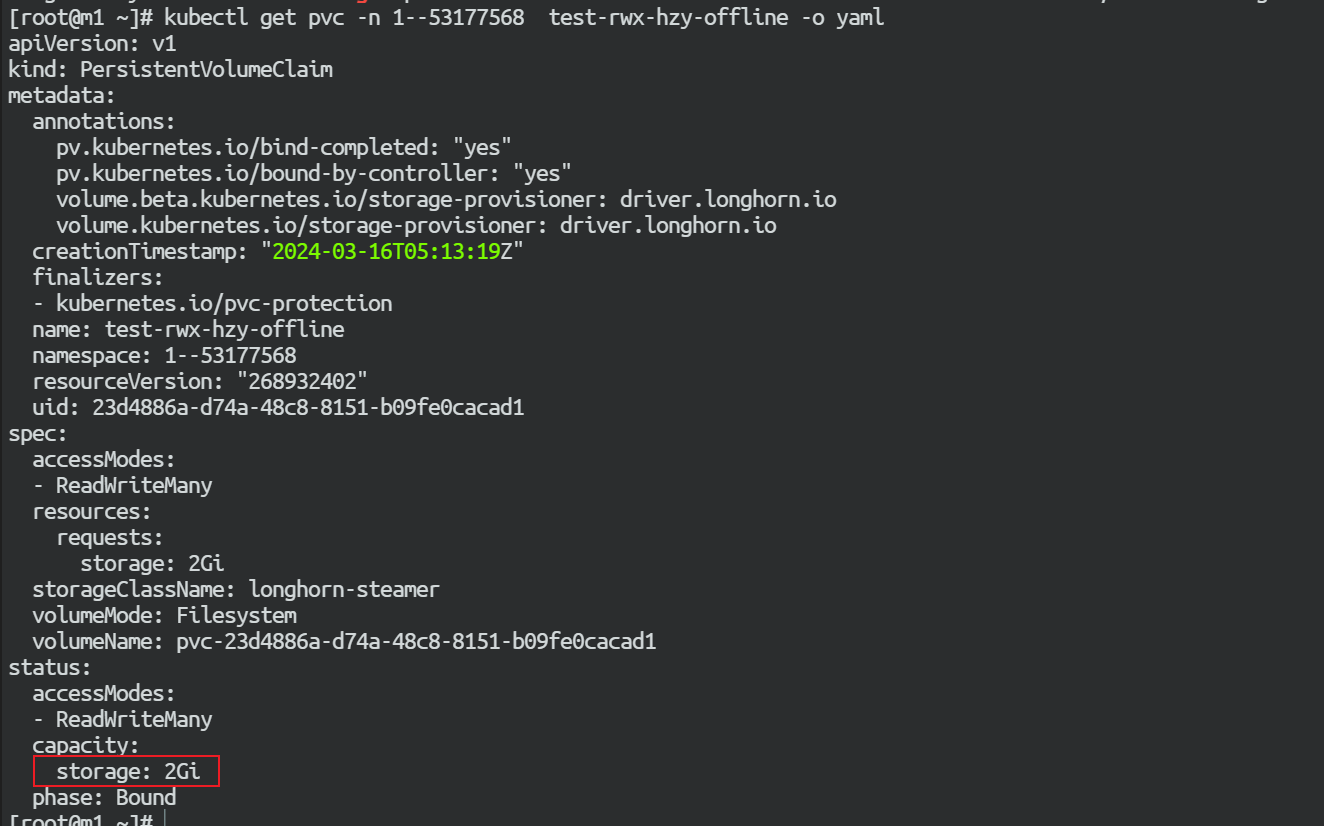 [root@m1 ~]# kubectl get pvc -n 1--53177568  test-rwx-hzy-offline -o yaml
apiVersion: v1
kind: PersistentVolumeClaim
metadata:
  annotations:
    pv.kubernetes.io/bind-completed: "yes"
    pv.kubernetes.io/bound-by-controller: "yes"
    volume.beta.kubernetes.io/storage-provisioner: driver.longhorn.io
    volume.kubernetes.io/storage-provisioner: driver.longhorn.io
  creationTimestamp: "2024-03-16T05:13:19Z"
  finalizers:
  - kubernetes.io/pvc-protection
  name: test-rwx-hzy-offline
  namespace: 1--53177568
  resourceVersion: "268932402"
  uid: 23d4886a-d74a-48c8-8151-b09fe0cacad1
spec:
  accessModes:
  - ReadWriteMany
  resources:
    requests:
      storage: 2Gi
  storageClassName: longhorn-steamer
  volumeMode: Filesystem
  volumeName: pvc-23d4886a-d74a-48c8-8151-b09fe0cacad1
status:
  accessModes:
  - ReadWriteMany
  capacity:
    storage: 2Gi
  phase: Bound
[root@m1 ~]#